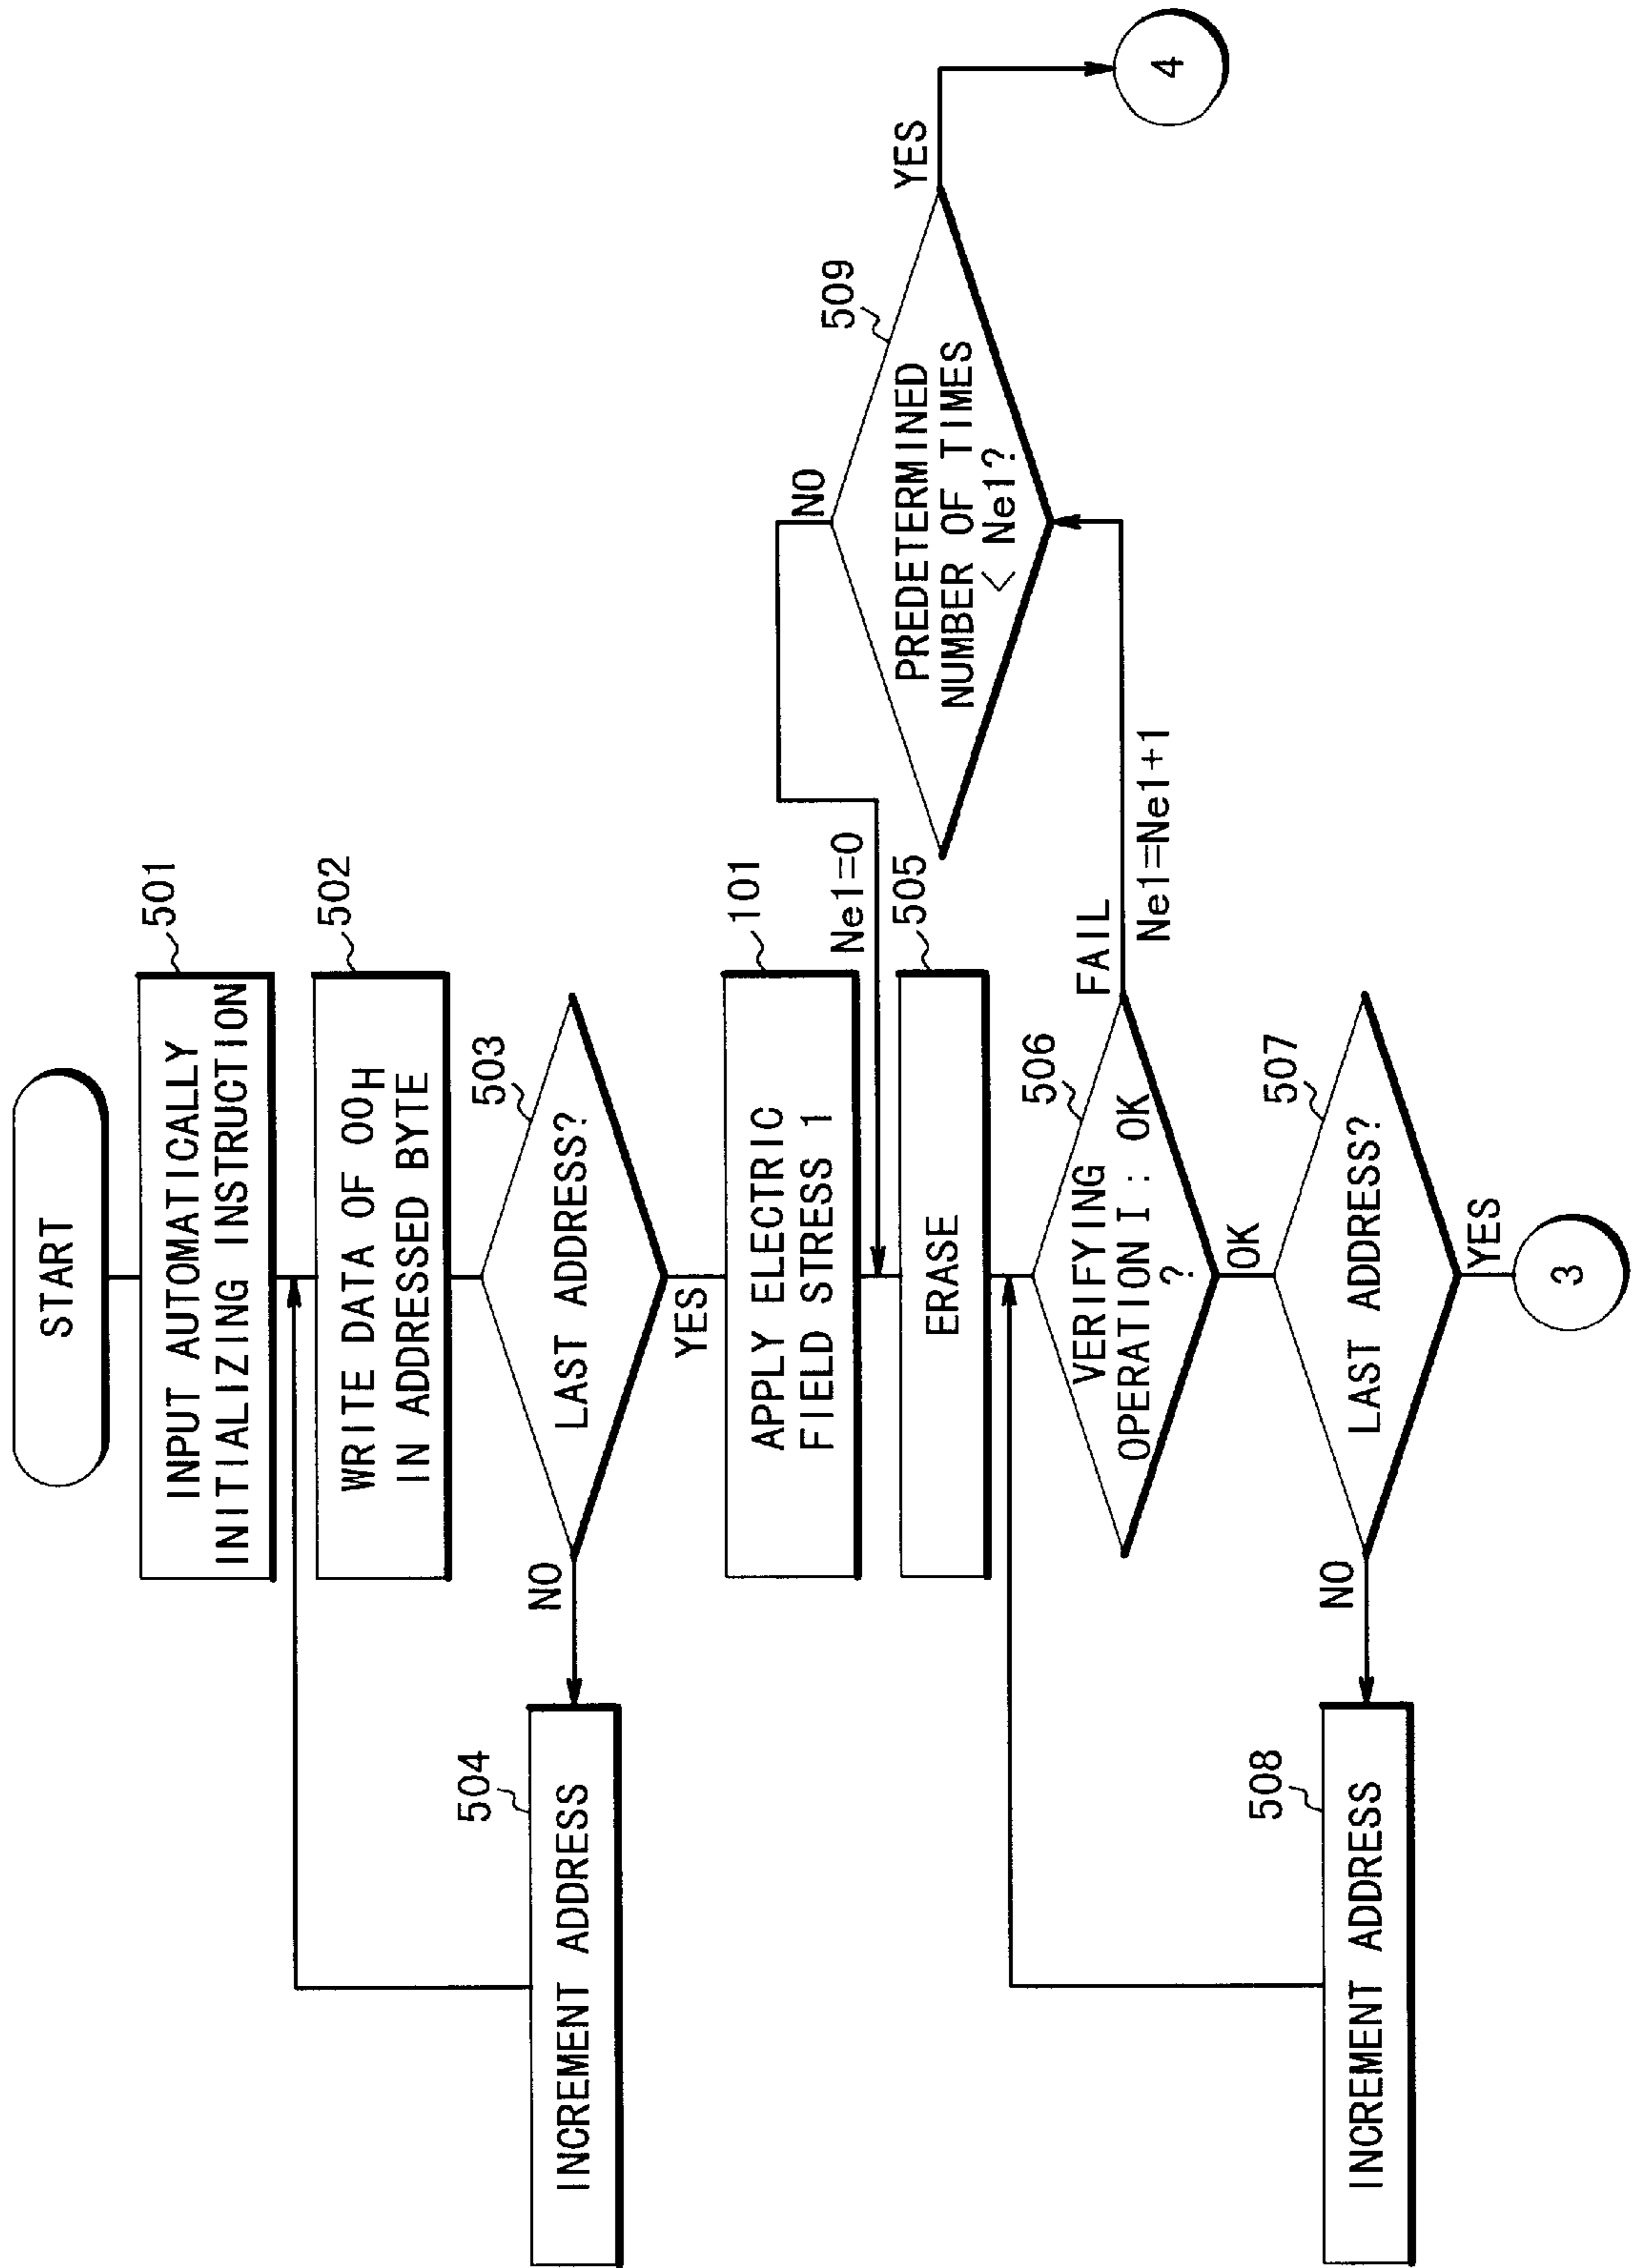 START
501
INPUT AUTOMATICALLY
INITIALIZING INSTRUCTION
502
WRITE DATA OF 00H
IN ADDRESSED BYTE
503
LAST ADDRESS?
NO
YES
504
INCREMENT ADDRESS
101
APPLY ELECTRIC
FIELD STRESS 1
Ne1=0
505
ERASE
506
VERIFYING
OPERATION I : OK
?
FAIL
Ne1=Ne1+1
OK
509
PREDETERMINED
NUMBER OF TIMES
< Ne1?
NO
YES
4
507
LAST ADDRESS?
NO
YES
508
INCREMENT ADDRESS
3